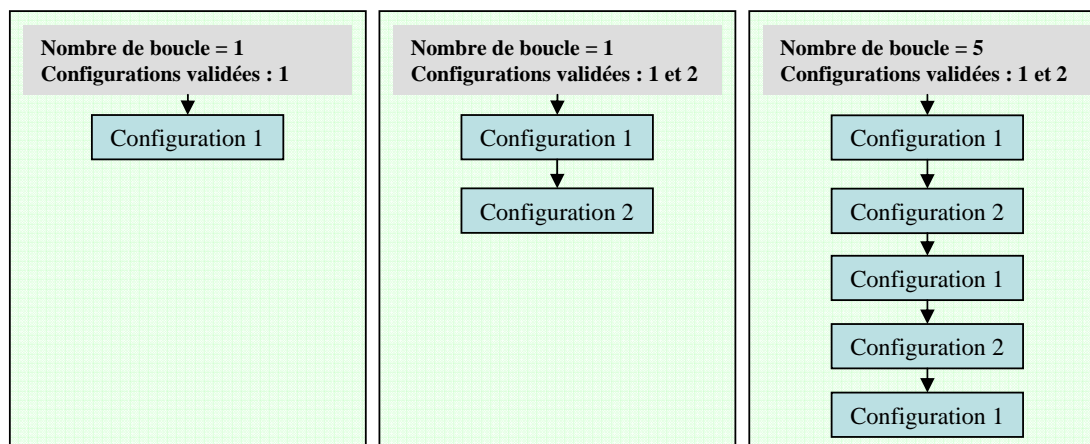 Nombre de boucle = 1
Configurations validées : 1
Configuration 1
Nombre de boucle = 1
Configurations validées : 1 et 2
Configuration 1
Configuration 2
Nombre de boucle = 5
Configurations validées : 1 et 2
Configuration 1
Configuration 2
Configuration 1
Configuration 2
Configuration 1